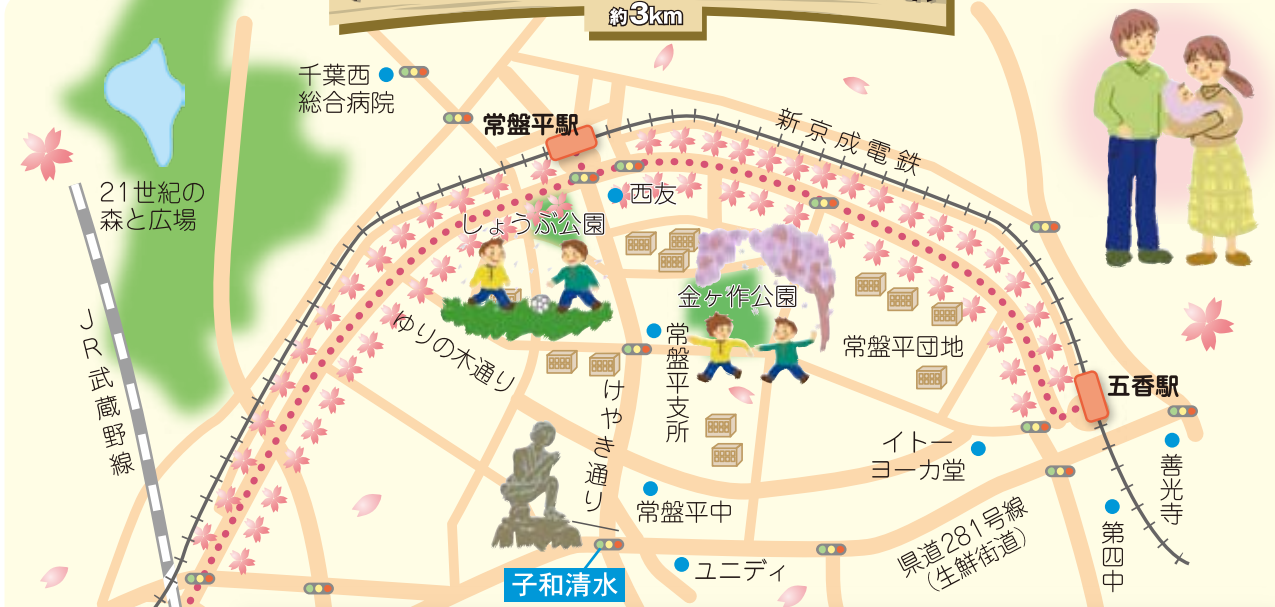 約3km
千葉西
総合病院
常盤平駅
新京成電鉄
21世紀の
森と広場
西友
しょうぶ公園
金ヶ作公園
JR武蔵野線
ゆりの木通り
常盤平支所
常盤平団地
けやき通り
五香駅
イトー
ヨーカ堂
善光寺
常盤平中
県道281号線
(生鮮街道)
第四中
子和清水
ユニディ